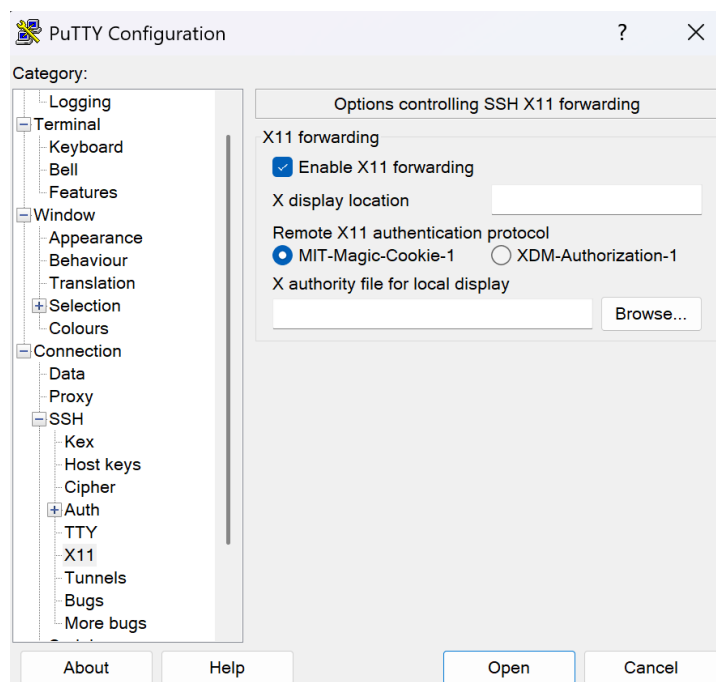 PuTTY Configuration
?
Category:
Logging
Terminal
Keyboard
Bell
Features
Window
Appearance
Behaviour
Translation
Selection
Colours
Connection
Data
Proxy
SSH
Kex
Host keys
Cipher
Auth
TTY
X11
Tunnels
Bugs
More bugs
Options controlling SSH X11 forwarding
X11 forwarding
Enable X11 forwarding
X display location
Remote X11 authentication protocol
MIT-Magic-Cookie-1 XDM-Authorization-1
X authority file for local display
Browse...
About Help Open Cancel